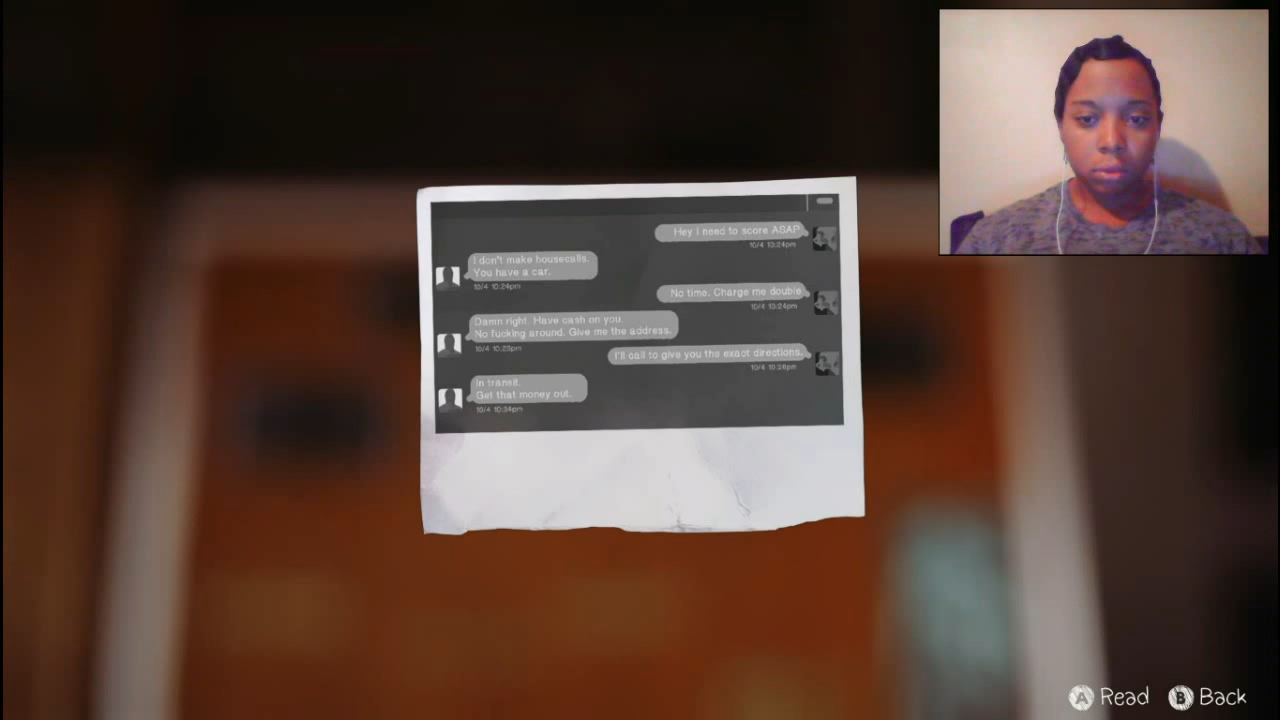 Hey I need to score ASAP
10/4 10:24pm
I don't make housecalls.
You have a car.
10/4 10:24pm
No time. Charge me double
10/4 10:24pm
Damn right. Have cash on you.
No fucking around. Give me the address.
10/4 10:25pm
I'll call to give you the exact directions.
10/4 10:26pm
In transit.
Get that money out.
10/4 10:34pm
A Read B Back